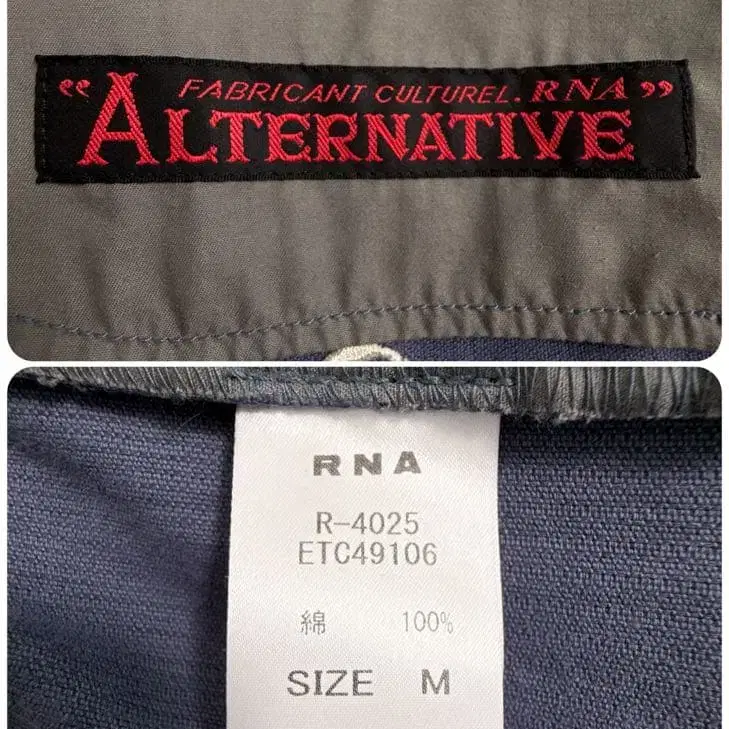 FABRICANT CULTUREL. RNA
“ALTERNATIVE”
RNA
R-4025
ETC49106
綿 100%
SIZE M